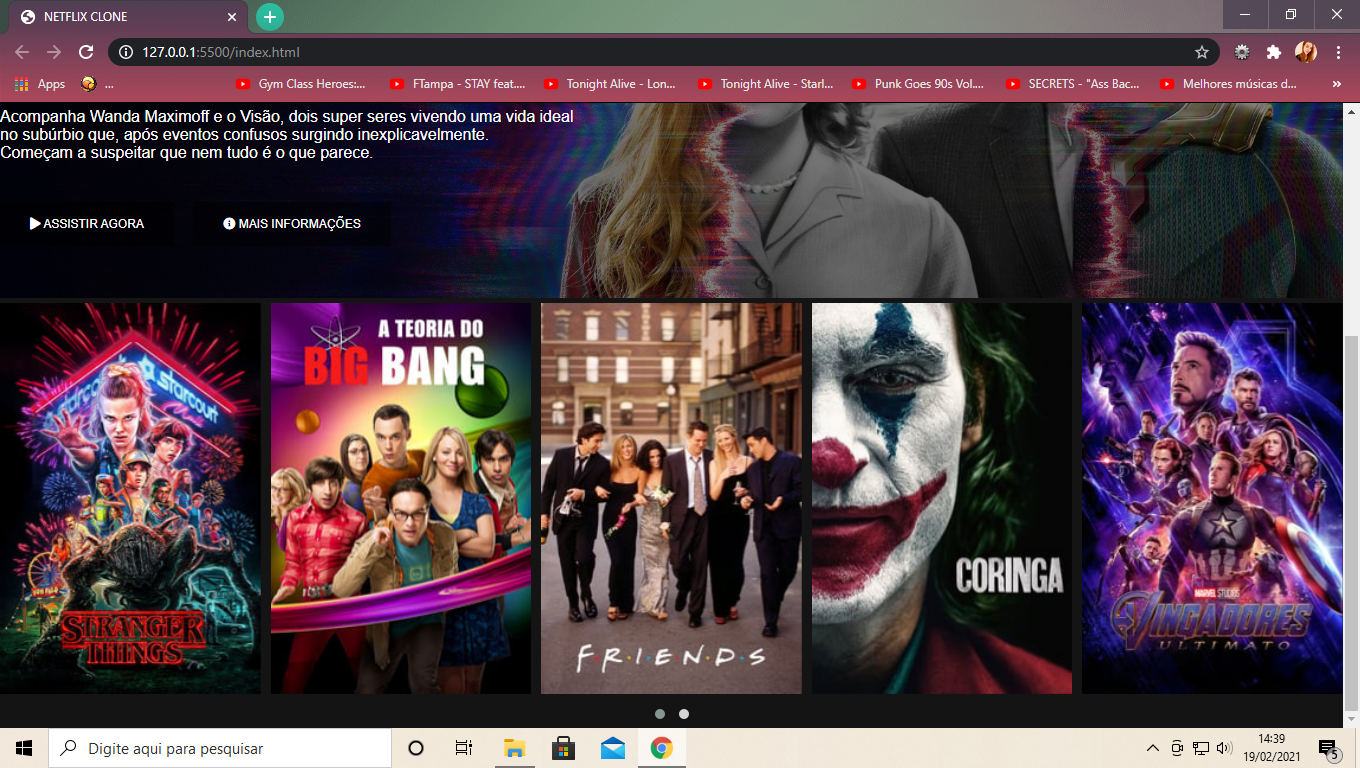 NETFLIX CLONE
127.0.0.1:5500/index.html
Apps
...
Gym Class Heroes:...
FTampa - STAY feat....
Tonight Alive - Lon...
Tonight Alive - Starl...
Punk Goes 90s Vol....
SECRETS - "Ass Bac...
Melhores músicas d...
»
Acompanha Wanda Maximoff e o Visão, dois super seres vivendo uma vida ideal
no subúrbio que, após eventos confusos surgindo inexplicavelmente.
Começam a suspeitar que nem tudo é o que parece.
ASSISTIR AGORA
MAIS INFORMAÇÕES
starcourt
STRANGER
THINGS
A TEORIA DO
BIG BANG
F·R·I·E·N·D·S
CORINGA
MARVEL STUDIOS
VINGADORES
ULTIMATO
Digite aqui para pesquisar
14:39
19/02/2021
5